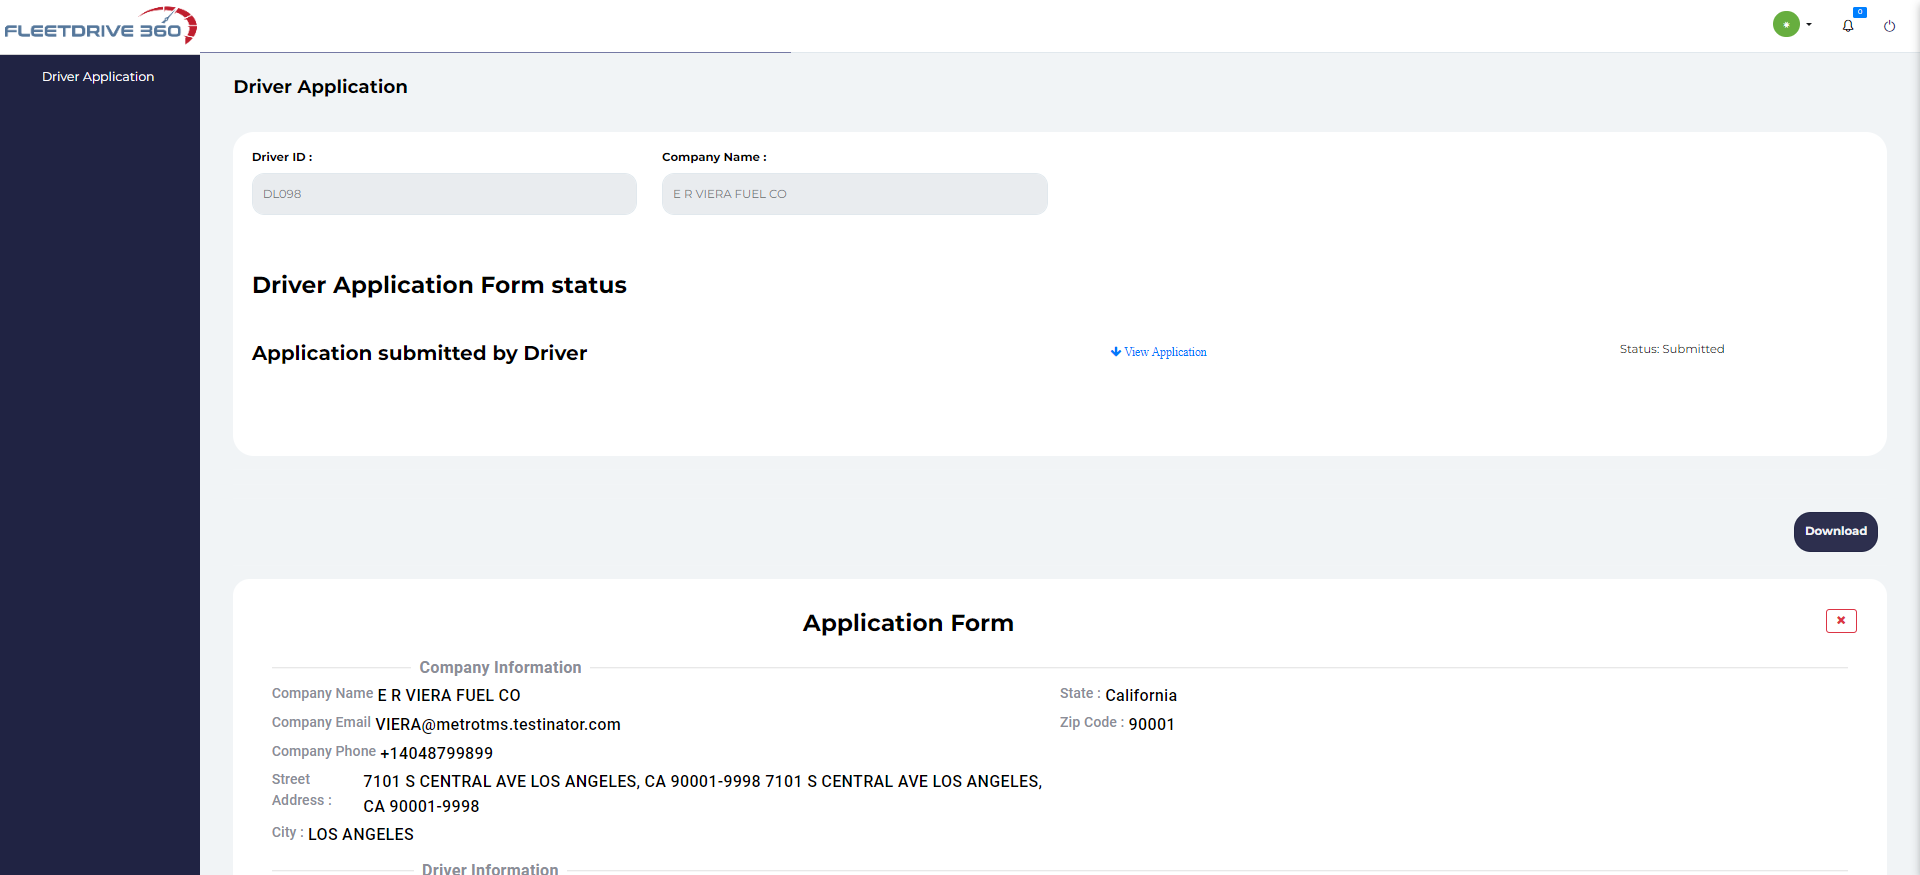 FLEETDRIVE 360
0
Driver Application
Driver Application
Driver ID :
Company Name :
DL098
E R VIERA FUEL CO
Driver Application Form status
Application submitted by Driver
View Application
Status: Submitted
Download
Application Form
Company Information
Company Name E R VIERA FUEL CO
State : California
Company Email VIERA@metrotms.testinator.com
Zip Code : 90001
Company Phone +14048799899
Street Address : 7101 S CENTRAL AVE LOS ANGELES, CA 90001-9998 7101 S CENTRAL AVE LOS ANGELES,
CA 90001-9998
City : LOS ANGELES
Driver Information